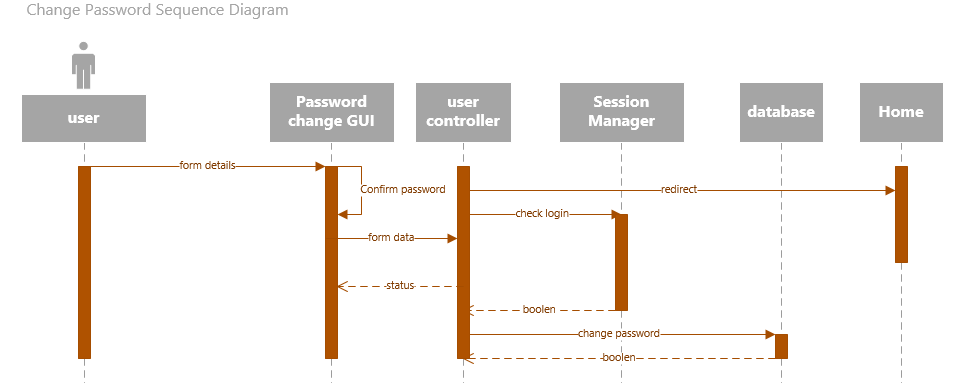 Change Password Sequence Diagram
user
Password
change GUI
user
controller
Session
Manager
database
Home
form details
Confirm password
redirect
check login
form data
status
boolen
change password
boolen